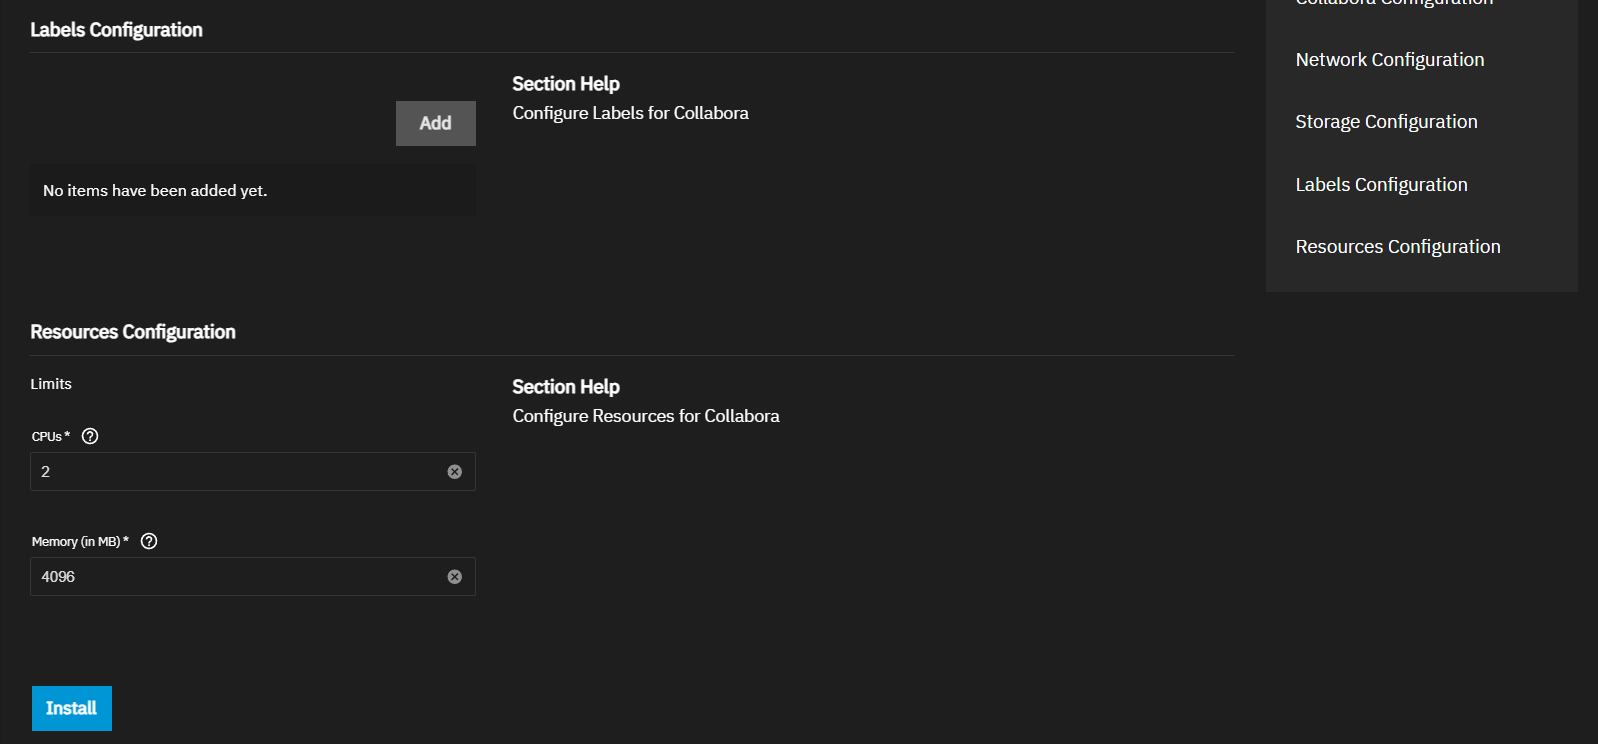 Labels Configuration
Section Help
Configure Labels for Collabora
Add
No items have been added yet.
Resources Configuration
Limits
Section Help
Configure Resources for Collabora
CPUs *
2
Memory (in MB) *
4096
Install
Collabora Configuration
Network Configuration
Storage Configuration
Labels Configuration
Resources Configuration